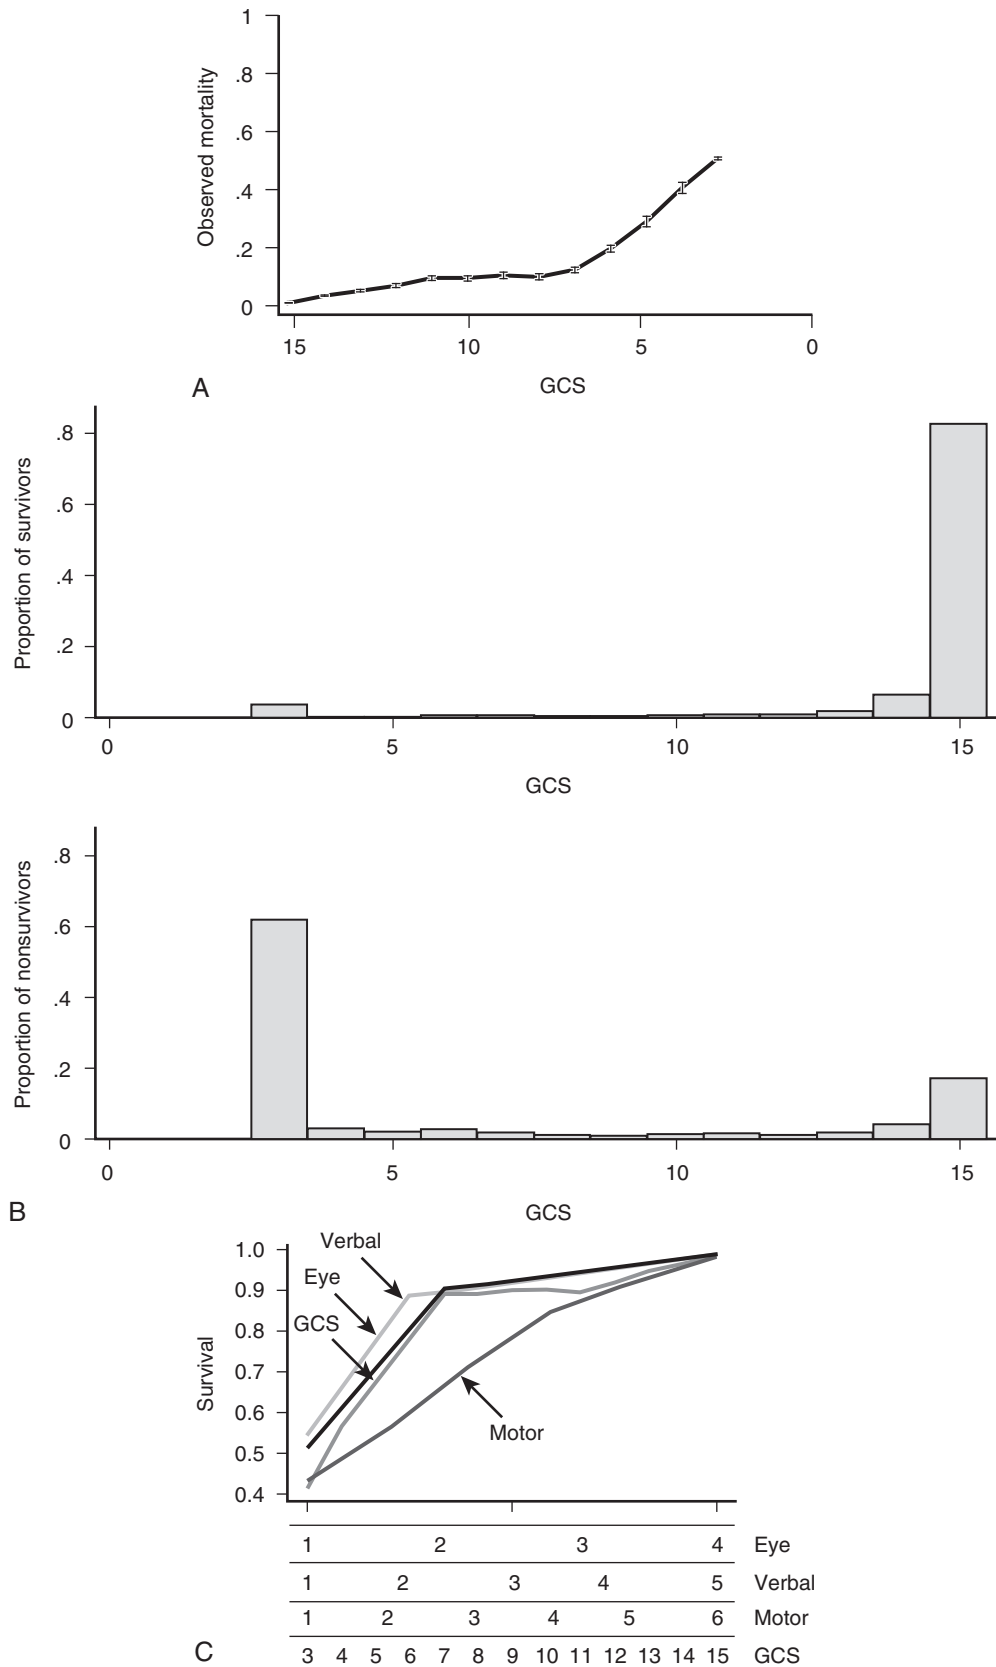 1
.8
.6
.4
.2
0
Observed mortality
15 10 5 0
GCS
A
.8
.6
.4
.2
0
Proportion of survivors
0 5 10 15
GCS
.8
.6
.4
.2
0
Proportion of nonsurvivors
0 5 10 15
GCS
B
1.0
0.9
0.8
0.7
0.6
0.5
0.4
Survival
Verbal
Eye
GCS
Motor
1 2 3 4 Eye
1 2 3 4 5 Verbal
1 2 3 4 5 6 Motor
3 4 5 6 7 8 9 10 11 12 13 14 15 GCS
C